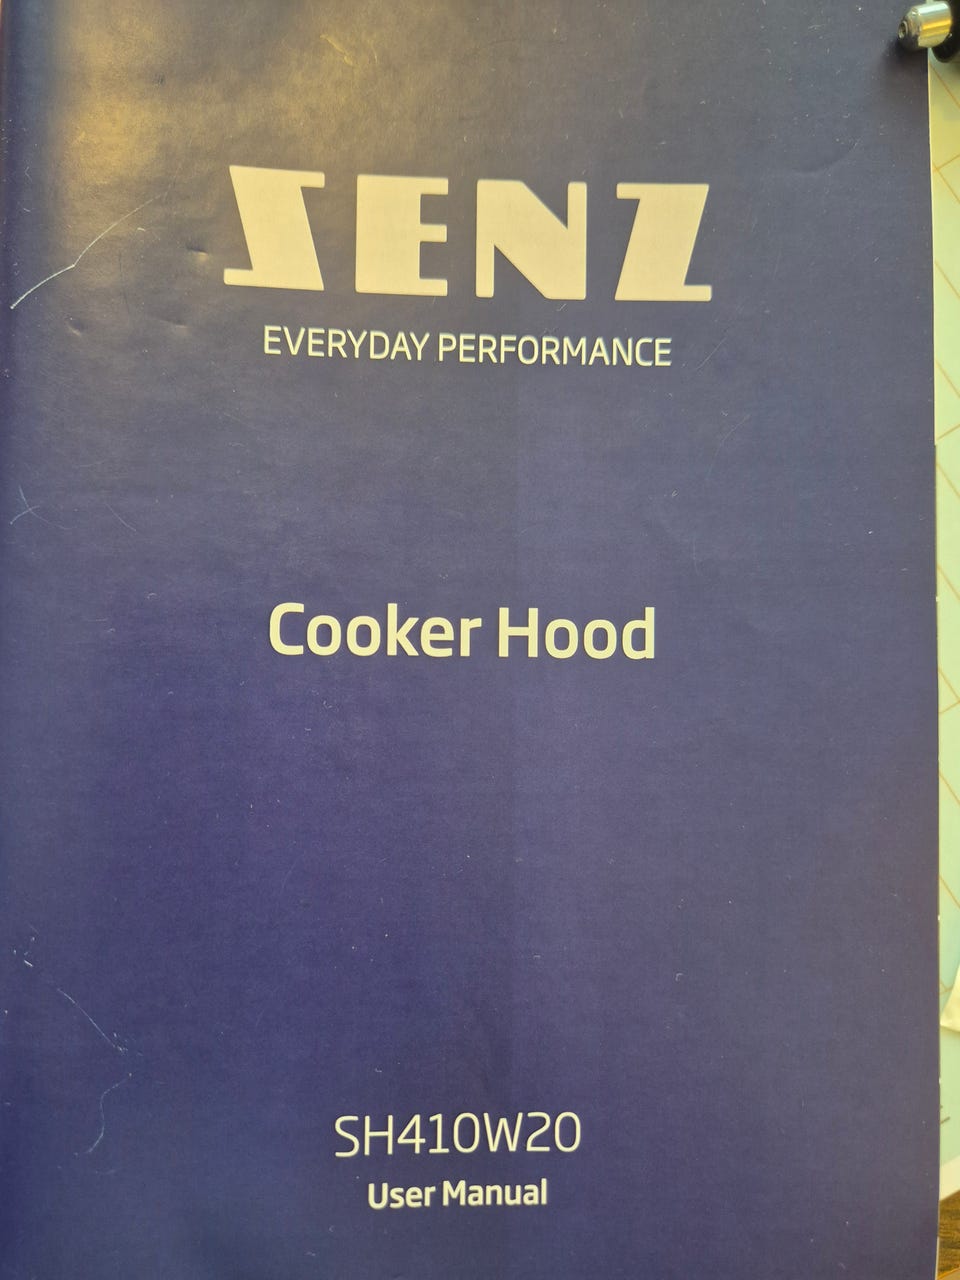 SENZ
EVERYDAY PERFORMANCE
Cooker Hood
SH410W20
User Manual